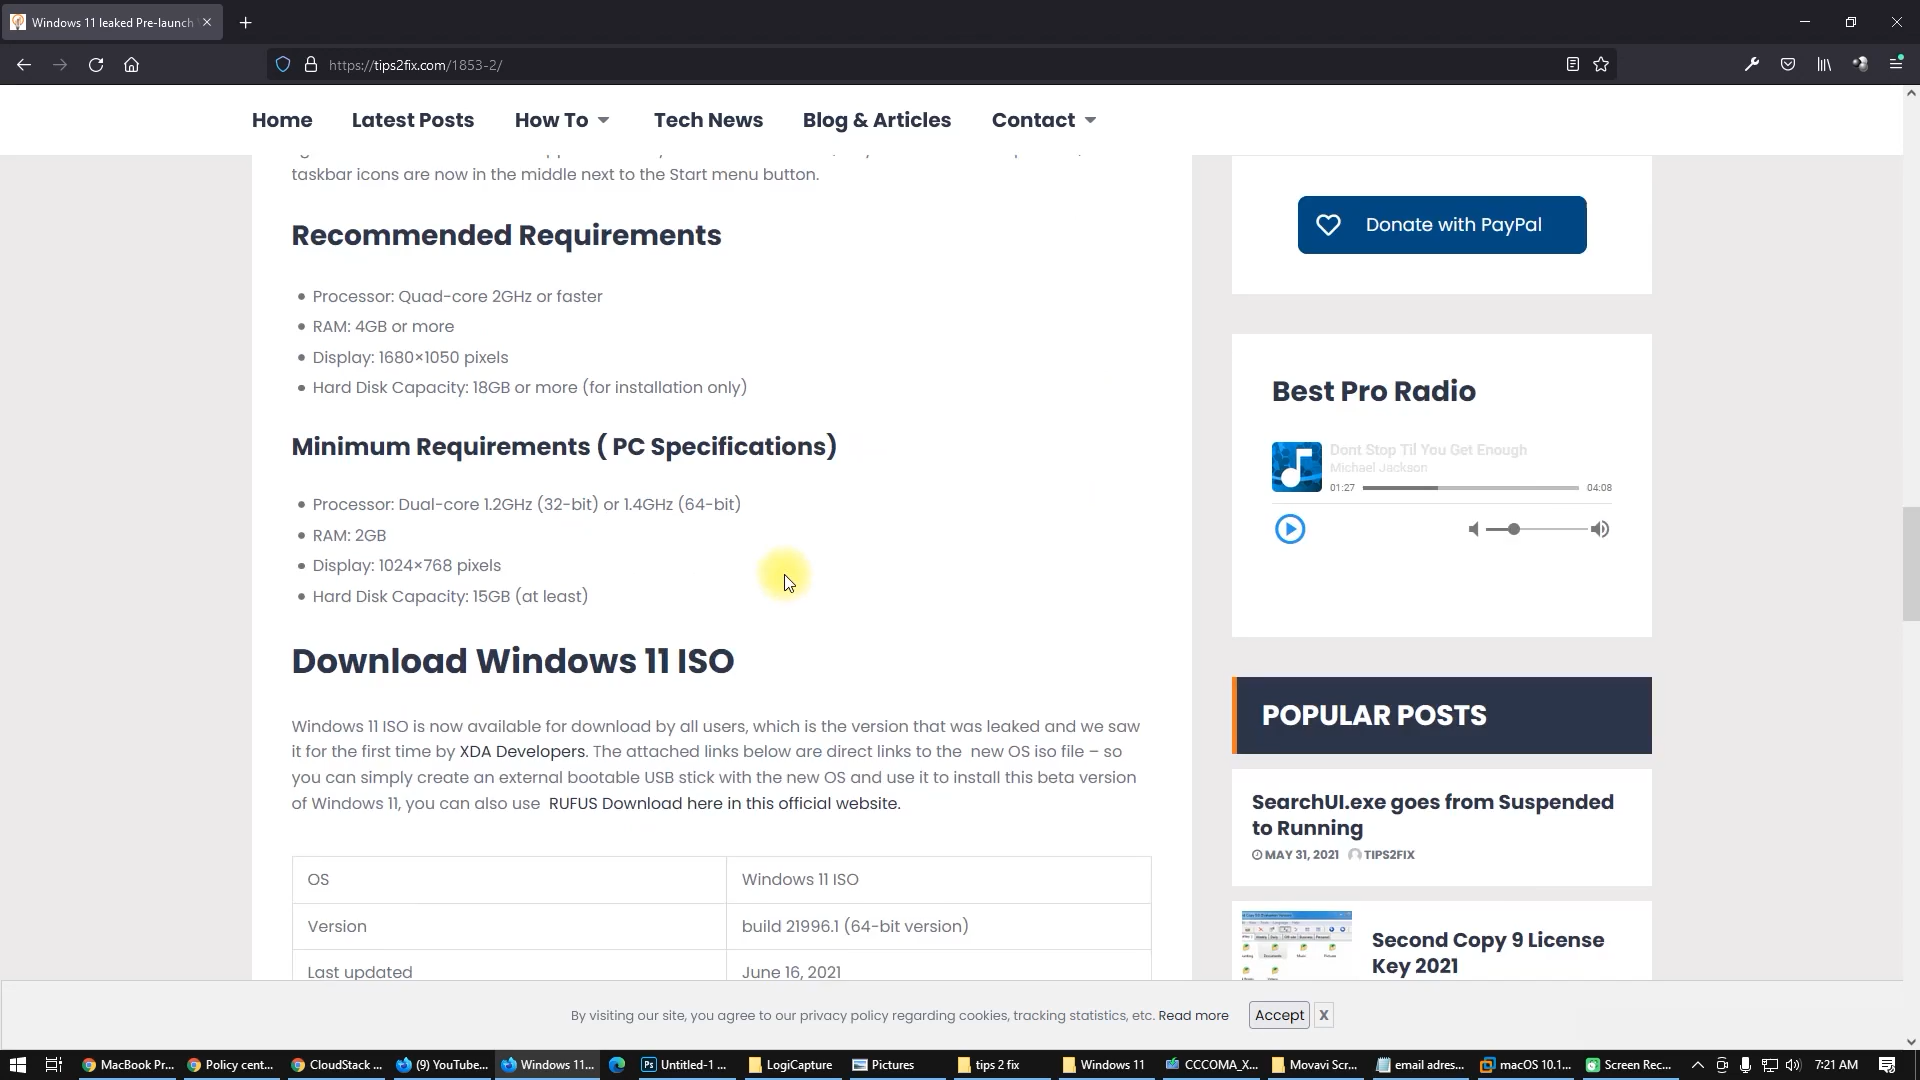 Windows 11 leaked Pre-launch
https://tips2fix.com/1853-2/
Home Latest Posts How To Tech News Blog & Articles Contact
taskbar icons are now in the middle next to the Start menu button.
Recommended Requirements
Processor: Quad-core 2GHz or faster
RAM: 4GB or more
Display: 1680×1050 pixels
Hard Disk Capacity: 18GB or more (for installation only)
Minimum Requirements ( PC Specifications)
Processor: Dual-core 1.2GHz (32-bit) or 1.4GHz (64-bit)
RAM: 2GB
Display: 1024×768 pixels
Hard Disk Capacity: 15GB (at least)
Download Windows 11 ISO
Windows 11 ISO is now available for download by all users, which is the version that was leaked and we saw
it for the first time by XDA Developers. The attached links below are direct links to the new OS iso file – so
you can simply create an external bootable USB stick with the new OS and use it to install this beta version
of Windows 11, you can also use RUFUS Download here in this official website.
OS Windows 11 ISO
Version build 21996.1 (64-bit version)
Last updated June 16, 2021
Donate with PayPal
Best Pro Radio
Dont Stop Til You Get Enough
Michael Jackson
01:27 04:08
POPULAR POSTS
SearchUI.exe goes from Suspended
to Running
MAY 31, 2021 TIPS2FIX
Second Copy 9 License
Key 2021
By visiting our site, you agree to our privacy policy regarding cookies, tracking statistics, etc. Read more Accept X
MacBook Pr... Policy cent... CloudStack ... (9) YouTube... Windows 11... Untitled-1 ... LogiCapture Pictures tips 2 fix Windows 11 CCCOMA_X... Movavi Scr... email adres... macOS 10.1... Screen Rec... 7:21 AM